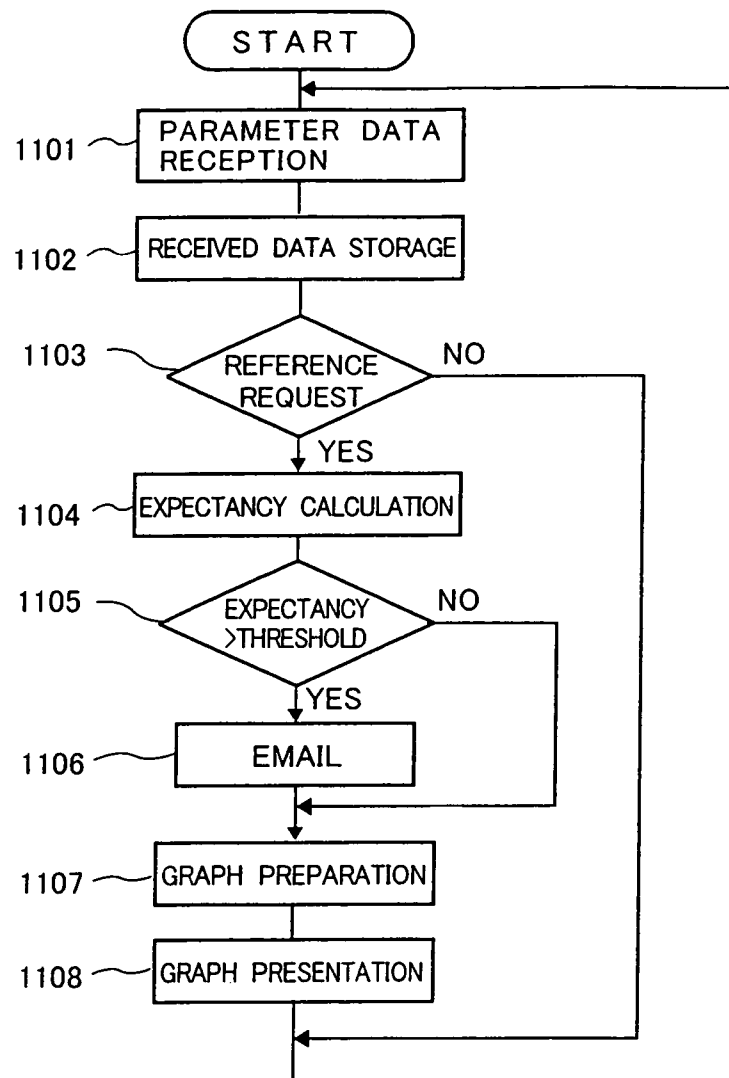 START
1101
PARAMETER DATA
RECEPTION
1102
RECEIVED DATA STORAGE
1103
REFERENCE
REQUEST
NO
YES
1104
EXPECTANCY CALCULATION
1105
EXPECTANCY
>THRESHOLD
NO
YES
1106
EMAIL
1107
GRAPH PREPARATION
1108
GRAPH PRESENTATION